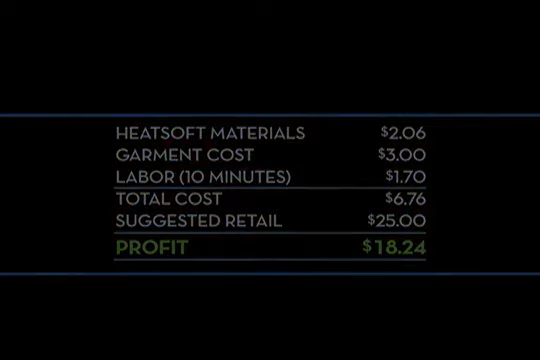 HEATSOFT MATERIALS $2.06
GARMENT COST $3.00
LABOR (10 MINUTES) $1.70
TOTAL COST $6.76
SUGGESTED RETAIL $25.00
PROFIT $18.24